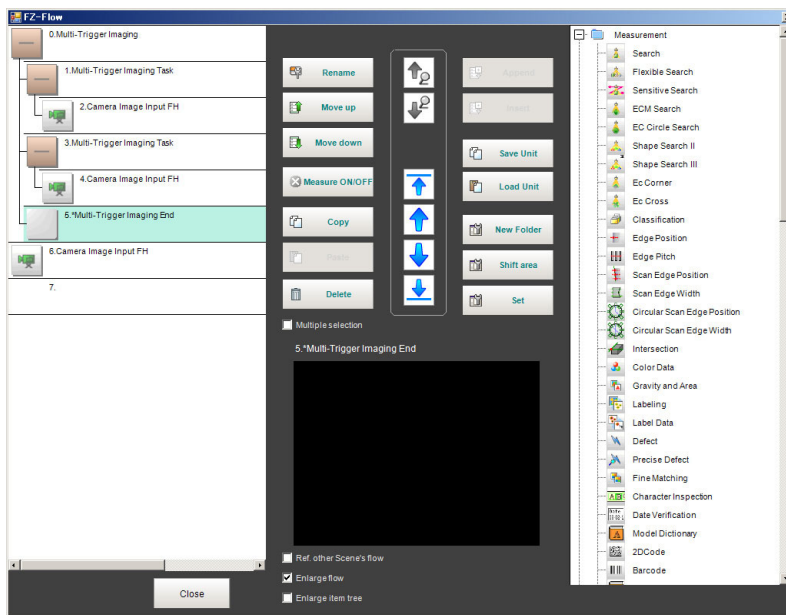 FZ-Flow
0.Multi-Trigger Imaging
1.Multi-Trigger Imaging Task
2.Camera Image Input FH
3.Multi-Trigger Imaging Task
4.Camera Image Input FH
5.*Multi-Trigger Imaging End
6.Camera Image Input FH
7.
Close
Rename
Move up
Move down
Measure ON/OFF
Copy
Paste
Delete
Append
Insert
Save Unit
Load Unit
New Folder
Shift area
Set
Multiple selection
5.*Multi-Trigger Imaging End
Ref. other Scene's flow
Enlarge flow
Enlarge item tree
Measurement
Search
Flexible Search
Sensitive Search
ECM Search
EC Circle Search
Shape Search II
Shape Search III
Ec Corner
Ec Cross
Classification
Edge Position
Edge Pitch
Scan Edge Position
Scan Edge Width
Circular Scan Edge Position
Circular Scan Edge Width
Intersection
Color Data
Gravity and Area
Labeling
Label Data
Defect
Precise Defect
Fine Matching
Character Inspection
Date Verification
Model Dictionary
2DCode
Barcode